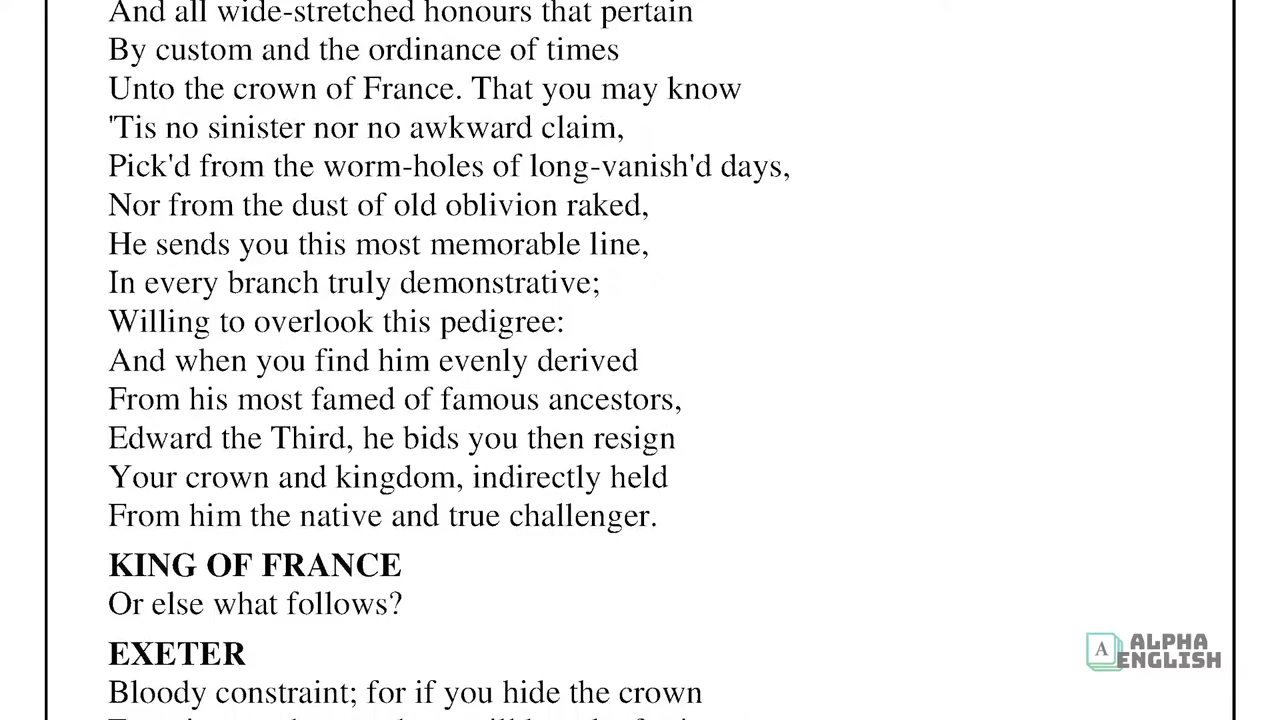 And all wide-stretched honours that pertain
By custom and the ordinance of times
Unto the crown of France. That you may know
'Tis no sinister nor no awkward claim,
Pick'd from the worm-holes of long-vanish'd days,
Nor from the dust of old oblivion raked,
He sends you this most memorable line,
In every branch truly demonstrative;
Willing to overlook this pedigree:
And when you find him evenly derived
From his most famed of famous ancestors,
Edward the Third, he bids you then resign
Your crown and kingdom, indirectly held
From him the native and true challenger.
KING OF FRANCE
Or else what follows?
EXETER
Bloody constraint; for if you hide the crown
A ALPHA
ENGLISH